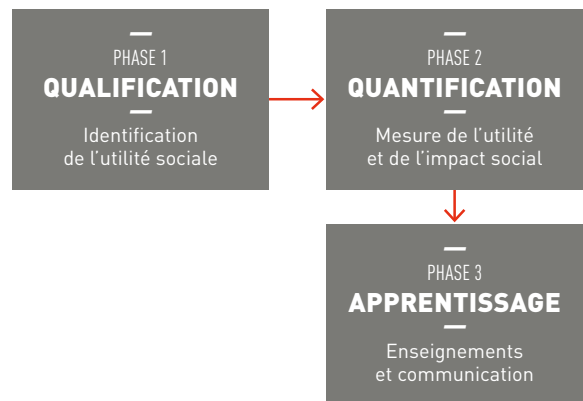 PHASE 1
QUALIFICATION
Identification
de l’utilité sociale
PHASE 2
QUANTIFICATION
Mesure de l’utilité
et de l’impact social
PHASE 3
APPRENTISSAGE
Enseignements
et communication